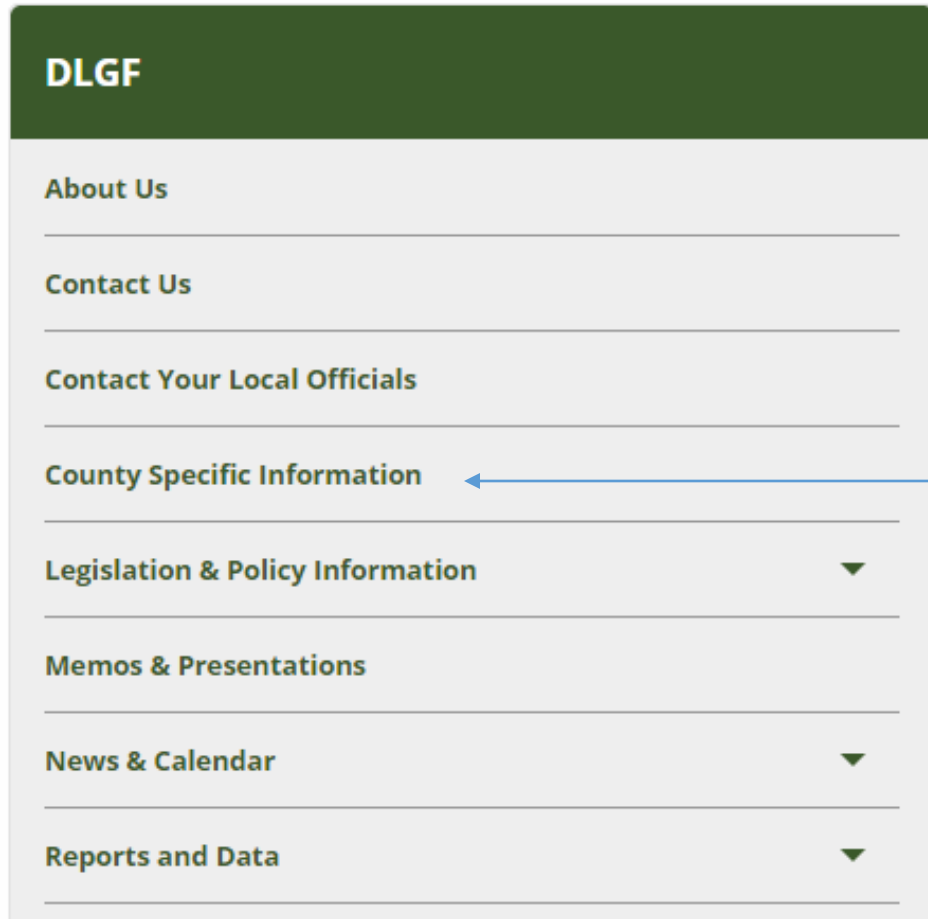 DLGF
About Us
Contact Us
Contact Your Local Officials
County Specific Information
Legislation & Policy Information
Memos & Presentations
News & Calendar
Reports and Data